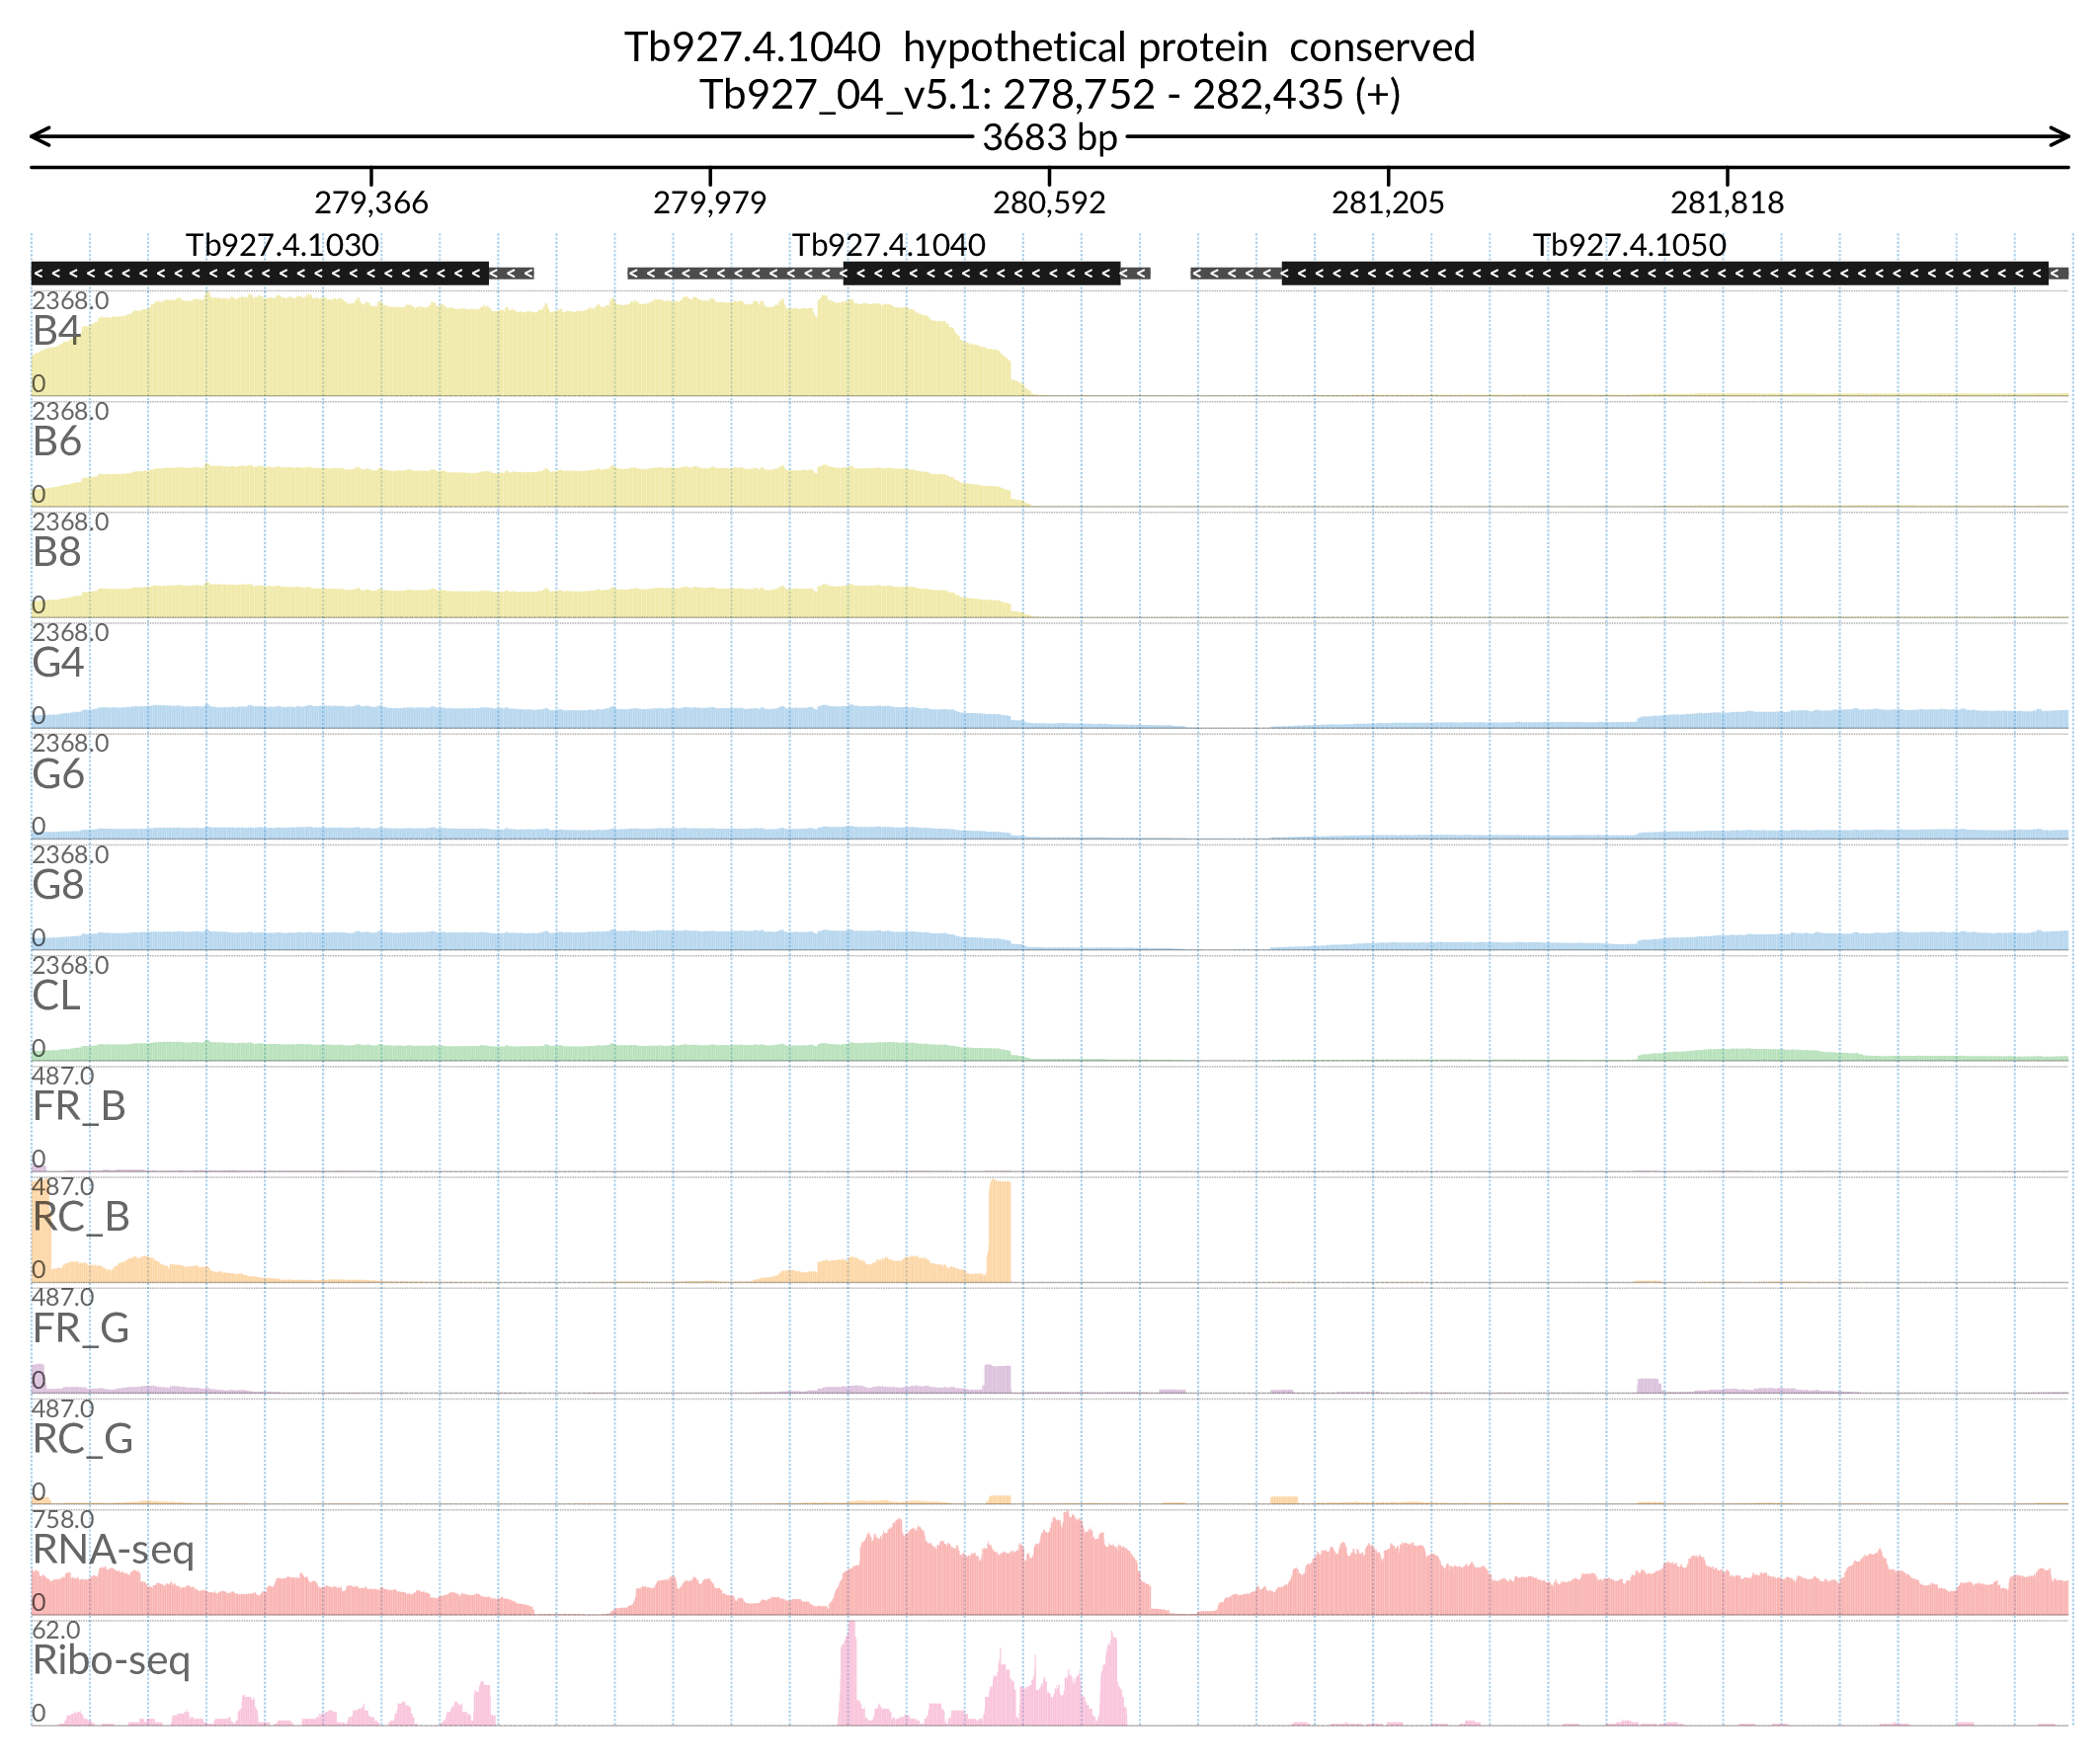 Tb927.4.1040 hypothetical protein conserved
Tb927_04_v5.1: 278,752 - 282,435 (+)
3683 bp
279,366 279,979 280,592 281,205 281,818
Tb927.4.1030 Tb927.4.1040 Tb927.4.1050
2368.0
B4
0
2368.0
B6
0
2368.0
B8
0
2368.0
G4
0
2368.0
G6
0
2368.0
G8
0
2368.0
CL
0
487.0
FR_B
0
487.0
RC_B
0
487.0
FR_G
0
487.0
RC_G
0
758.0
RNA-seq
0
62.0
Ribo-seq
0